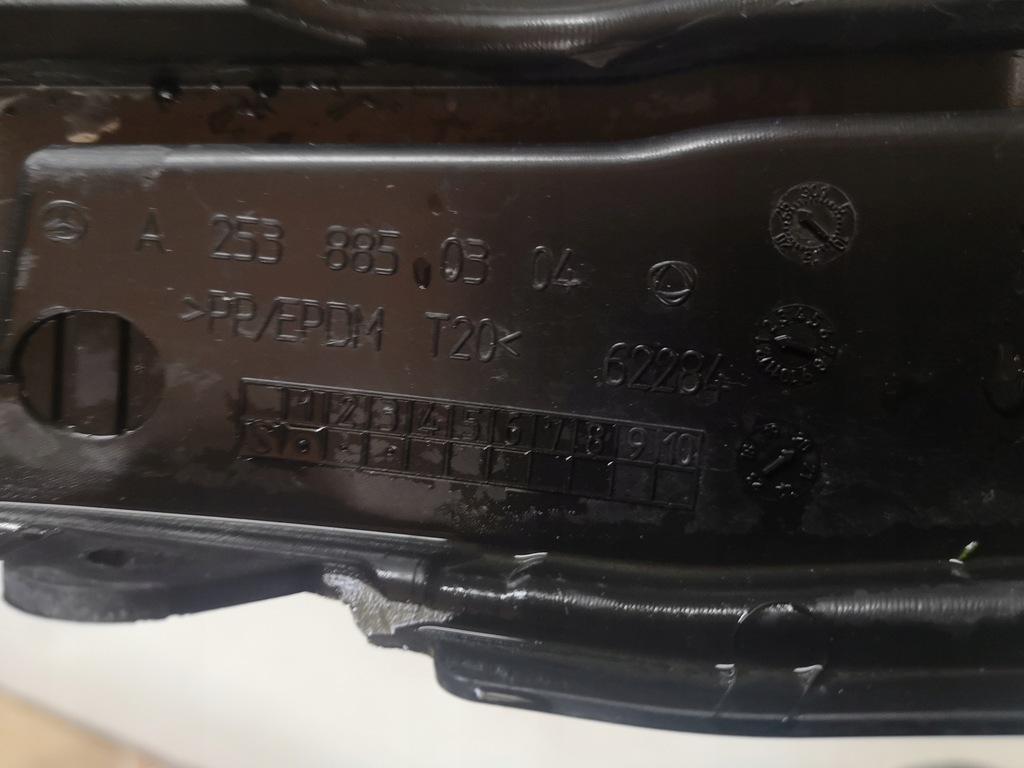 A 253 885 03 04
>PP/EPDM T20<
62284
1 2 3 4 5 6 7 8 9 10
S